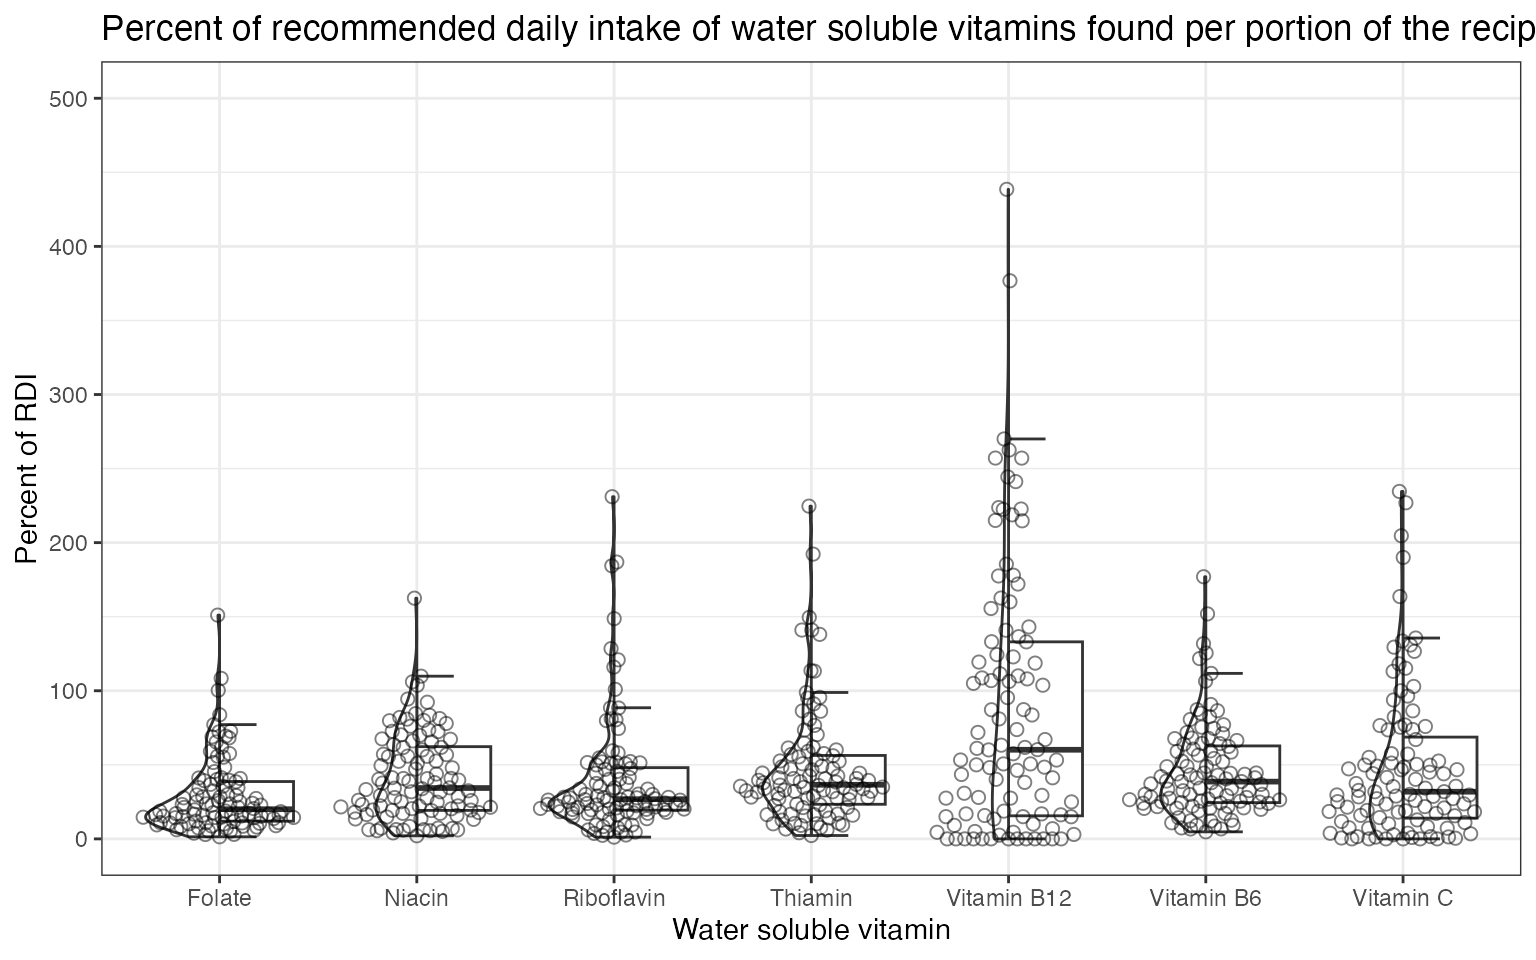 Percent of recommended daily intake of water soluble vitamins found per portion of the recip
500
400
300
200
100
0
Percent of RDI
Folate Niacin Riboflavin Thiamin Vitamin B12 Vitamin B6 Vitamin C
Water soluble vitamin